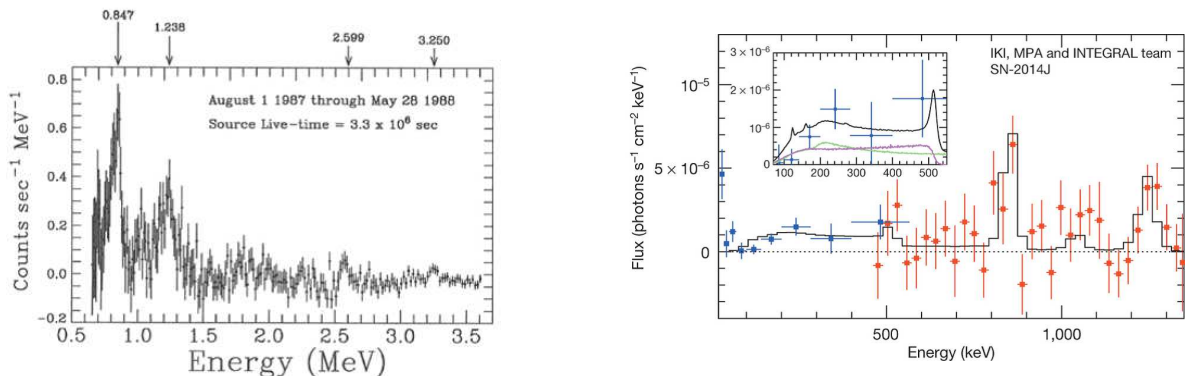 0.847
1.238
2.599
3.250
August 1 1987 through May 28 1988
Source Live-time = 3.3 x 10⁶ sec
Counts sec⁻¹ MeV⁻¹
0.8
0.6
0.4
0.2
0.0
-0.2
0.5 1.0 1.5 2.0 2.5 3.0 3.5
Energy (MeV)
IKI, MPA and INTEGRAL team
SN-2014J
3 × 10⁻⁶
2 × 10⁻⁶
10⁻⁶
0
100 200 300 400 500
Flux (photons s⁻¹ cm⁻² keV⁻¹)
10⁻⁵
5 × 10⁻⁶
0
500 1,000
Energy (keV)